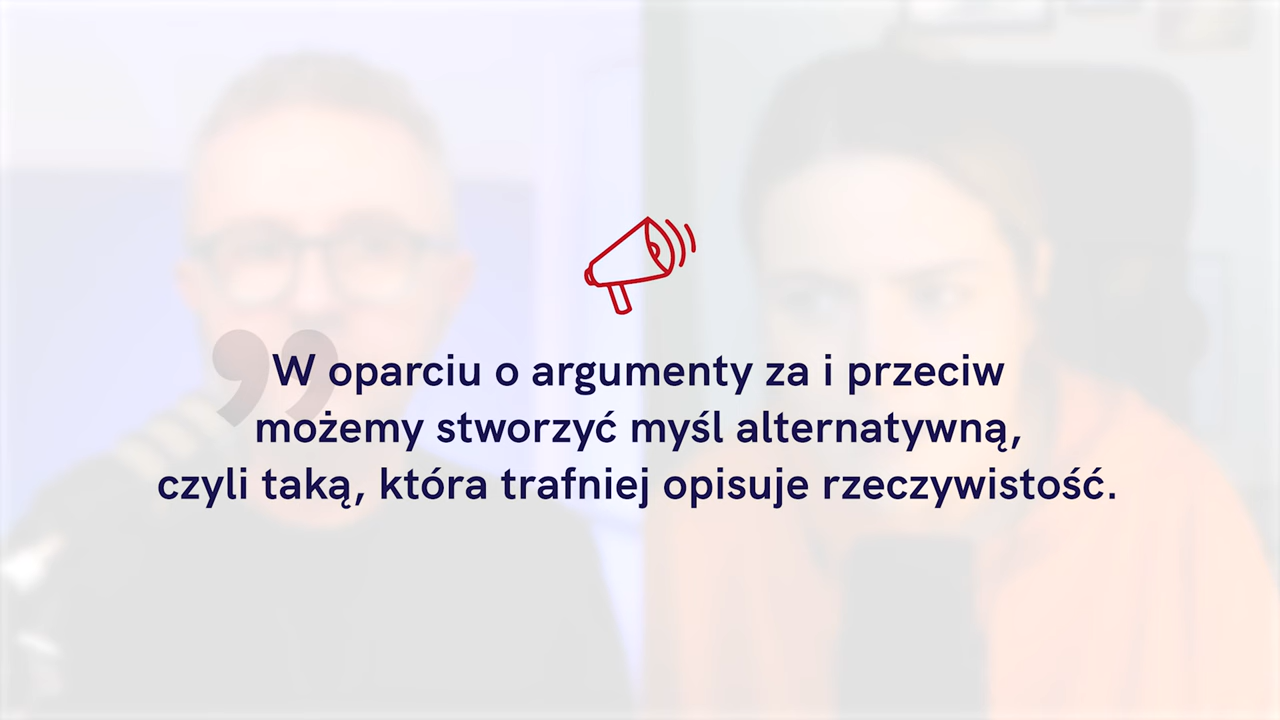 W oparciu o argumenty za i przeciw
możemy stworzyć myśl alternatywną,
czyli taką, która trafniej opisuje rzeczywistość.